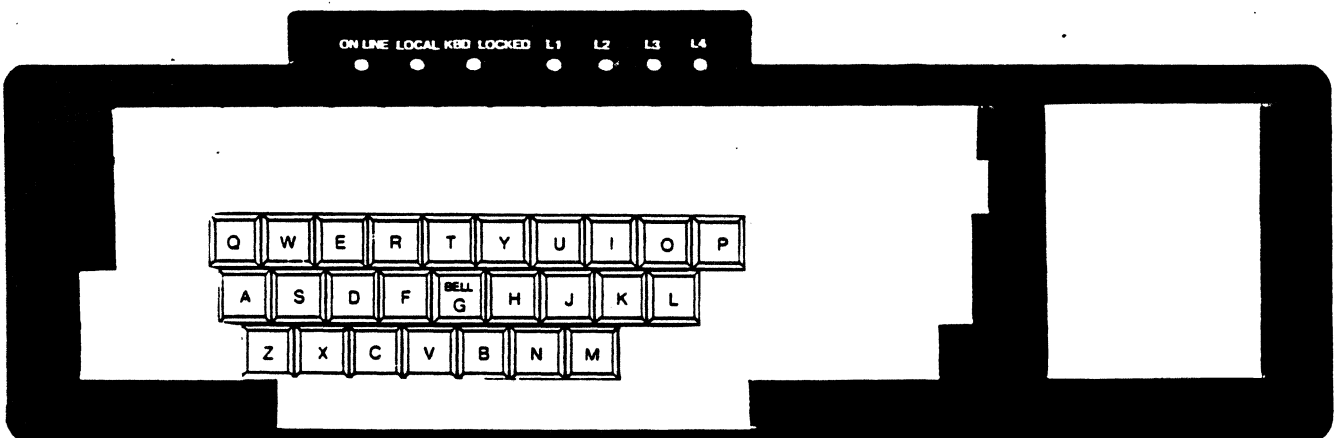 ON LINE LOCAL KBD LOCKED L1 L2 L3 L4
Q W E R T Y U I O P
A S D F BELL G H J K L
Z X C V B N M